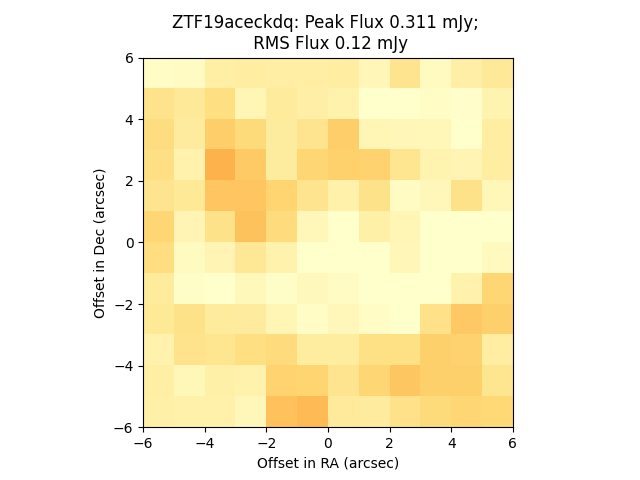 ZTF19aceckdq: Peak Flux 0.311 mJy;
RMS Flux 0.12 mJy
6
4
2
0
−2
−4
−6
Offset in Dec (arcsec)
−6 −4 −2 0 2 4 6
Offset in RA (arcsec)